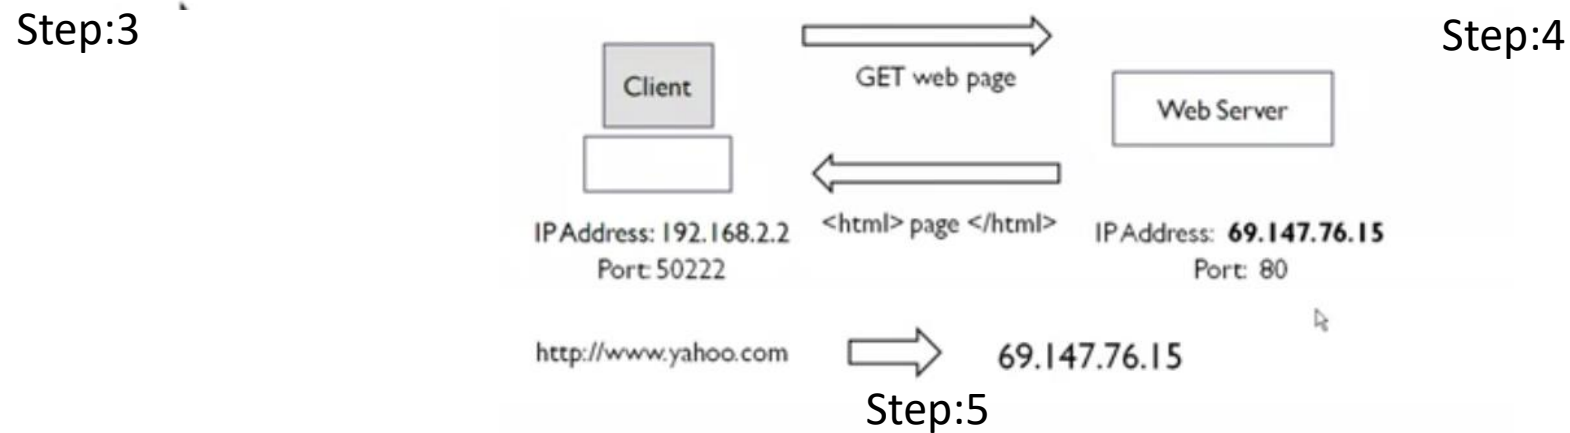 Step:3
Step:4
Client
GET web page
Web Server
<html> page </html>
IP Address: 192.168.2.2
Port: 50222
IP Address: 69.147.76.15
Port: 80
http://www.yahoo.com
69.147.76.15
Step:5